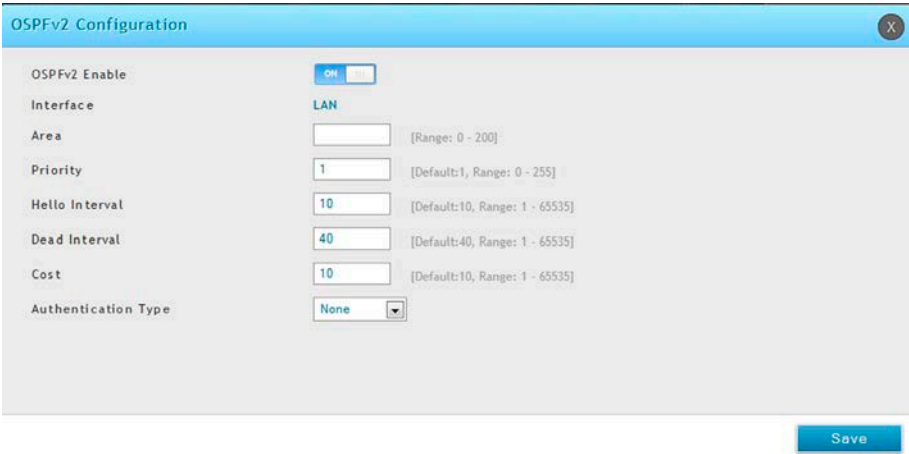 OSPFv2 Configuration
X
OSPFv2 Enable ON
Interface LAN
Area [Range: 0 - 200]
Priority 1 [Default:1, Range: 0 - 255]
Hello Interval 10 [Default:10, Range: 1 - 65535]
Dead Interval 40 [Default:40, Range: 1 - 65535]
Cost 10 [Default:10, Range: 1 - 65535]
Authentication Type None
Save